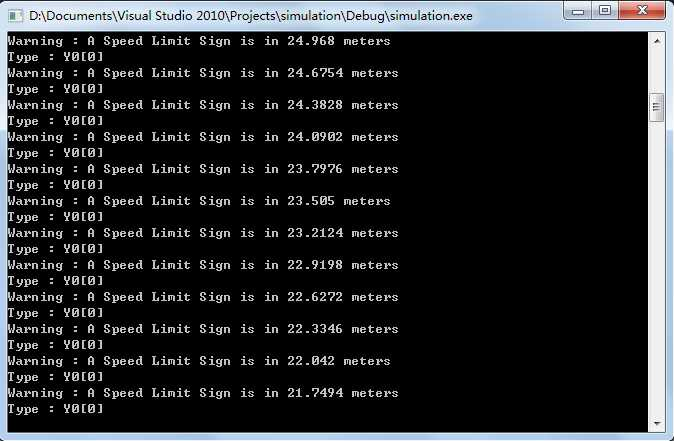 D:\Documents\Visual Studio 2010\Projects\simulation\Debug\simulation.exe
Warning : A Speed Limit Sign is in 24.968 meters
Type : Y0[0]
Warning : A Speed Limit Sign is in 24.6754 meters
Type : Y0[0]
Warning : A Speed Limit Sign is in 24.3828 meters
Type : Y0[0]
Warning : A Speed Limit Sign is in 24.0902 meters
Type : Y0[0]
Warning : A Speed Limit Sign is in 23.7976 meters
Type : Y0[0]
Warning : A Speed Limit Sign is in 23.505 meters
Type : Y0[0]
Warning : A Speed Limit Sign is in 23.2124 meters
Type : Y0[0]
Warning : A Speed Limit Sign is in 22.9198 meters
Type : Y0[0]
Warning : A Speed Limit Sign is in 22.6272 meters
Type : Y0[0]
Warning : A Speed Limit Sign is in 22.3346 meters
Type : Y0[0]
Warning : A Speed Limit Sign is in 22.042 meters
Type : Y0[0]
Warning : A Speed Limit Sign is in 21.7494 meters
Type : Y0[0]